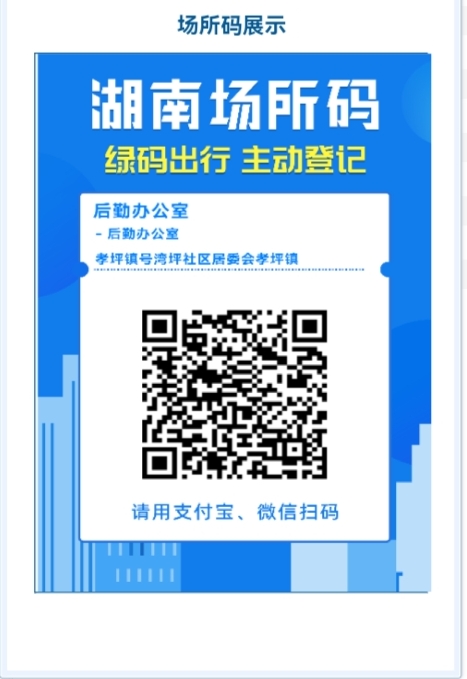 场所码展示
湖南场所码
绿码出行 主动登记
后勤办公室
- 后勤办公室
孝坪镇号湾坪社区居委会孝坪镇
请用支付宝、微信扫码